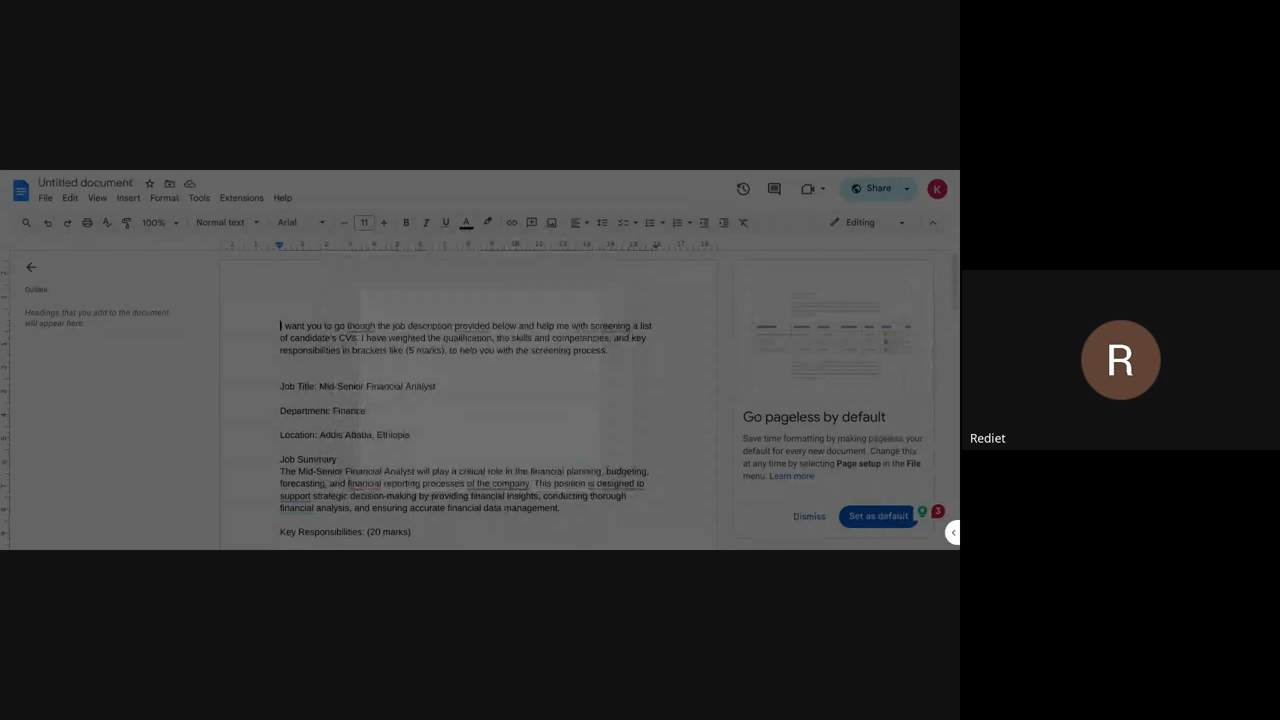 Untitled document
File Edit View Insert Format Tools Extensions Help
Share
K
100% Normal text Arial 11 Editing
Outline
Headings that you add to the document
will appear here.
I want you to go though the job description provided below and help me with screening a list
of candidate's CVs. I have weighted the qualification, the skills and competencies, and key
responsibilities in brackets like (5 marks), to help you with the screening process.
Job Title: Mid-Senior Financial Analyst
Department: Finance
Location: Addis Ababa, Ethiopia
Job Summary
The Mid-Senior Financial Analyst will play a critical role in the financial planning, budgeting,
forecasting, and financial reporting processes of the company. This position is designed to
support strategic decision-making by providing financial insights, conducting thorough
financial analysis, and ensuring accurate financial data management.
Key Responsibilities: (20 marks)
Go pageless by default
Save time formatting by making pageless your
default for every new document. Change this
at any time by selecting Page setup in the File
menu. Learn more
Dismiss Set as default 3
R
Rediet